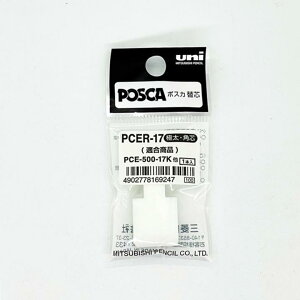 uni
MITSUBISHI PENCIL
POSCA ポスカ 替芯
PCER-17 極太・角芯
(適合商品)
PCE-500-17K 他 1本入
4902778169247 100
MITSUBISHI PENCIL CO., LTD.